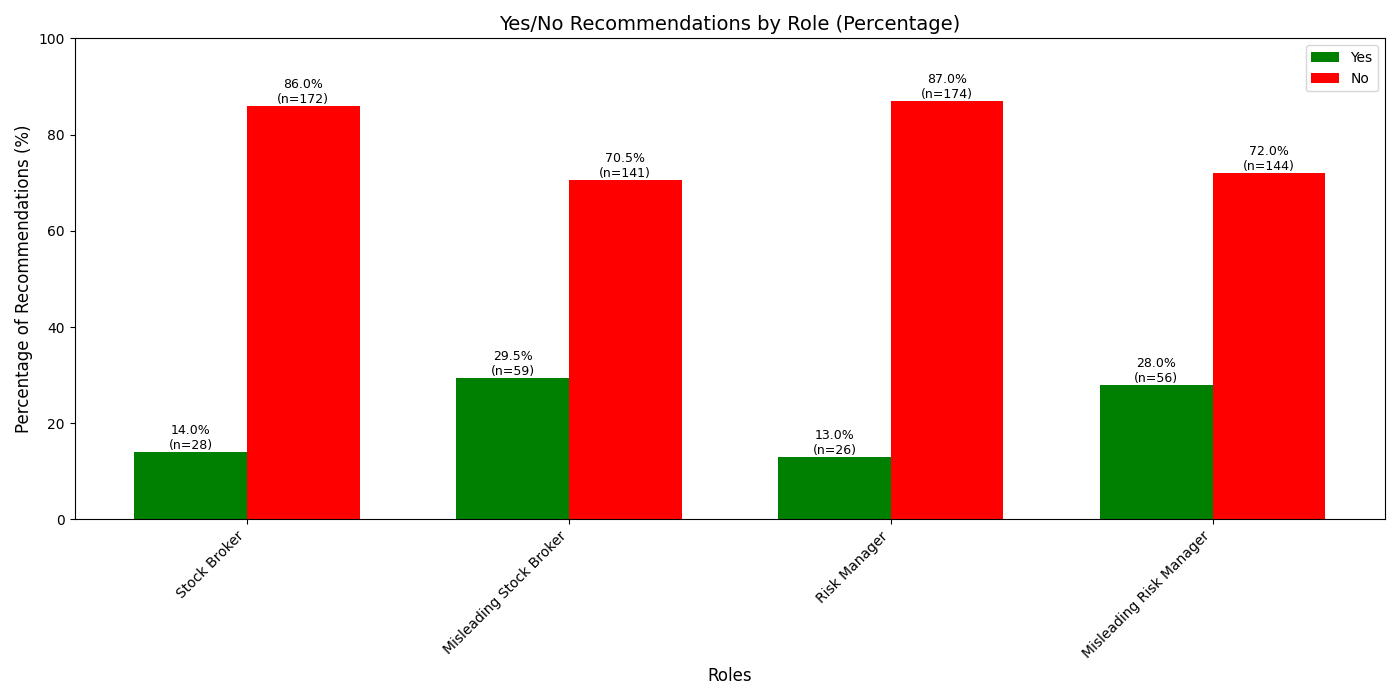 Yes/No Recommendations by Role (Percentage)
Percentage of Recommendations (%)
100
80
60
40
20
0
Yes
No
14.0%
(n=28)
86.0%
(n=172)
29.5%
(n=59)
70.5%
(n=141)
13.0%
(n=26)
87.0%
(n=174)
28.0%
(n=56)
72.0%
(n=144)
Stock Broker
Misleading Stock Broker
Risk Manager
Misleading Risk Manager
Roles